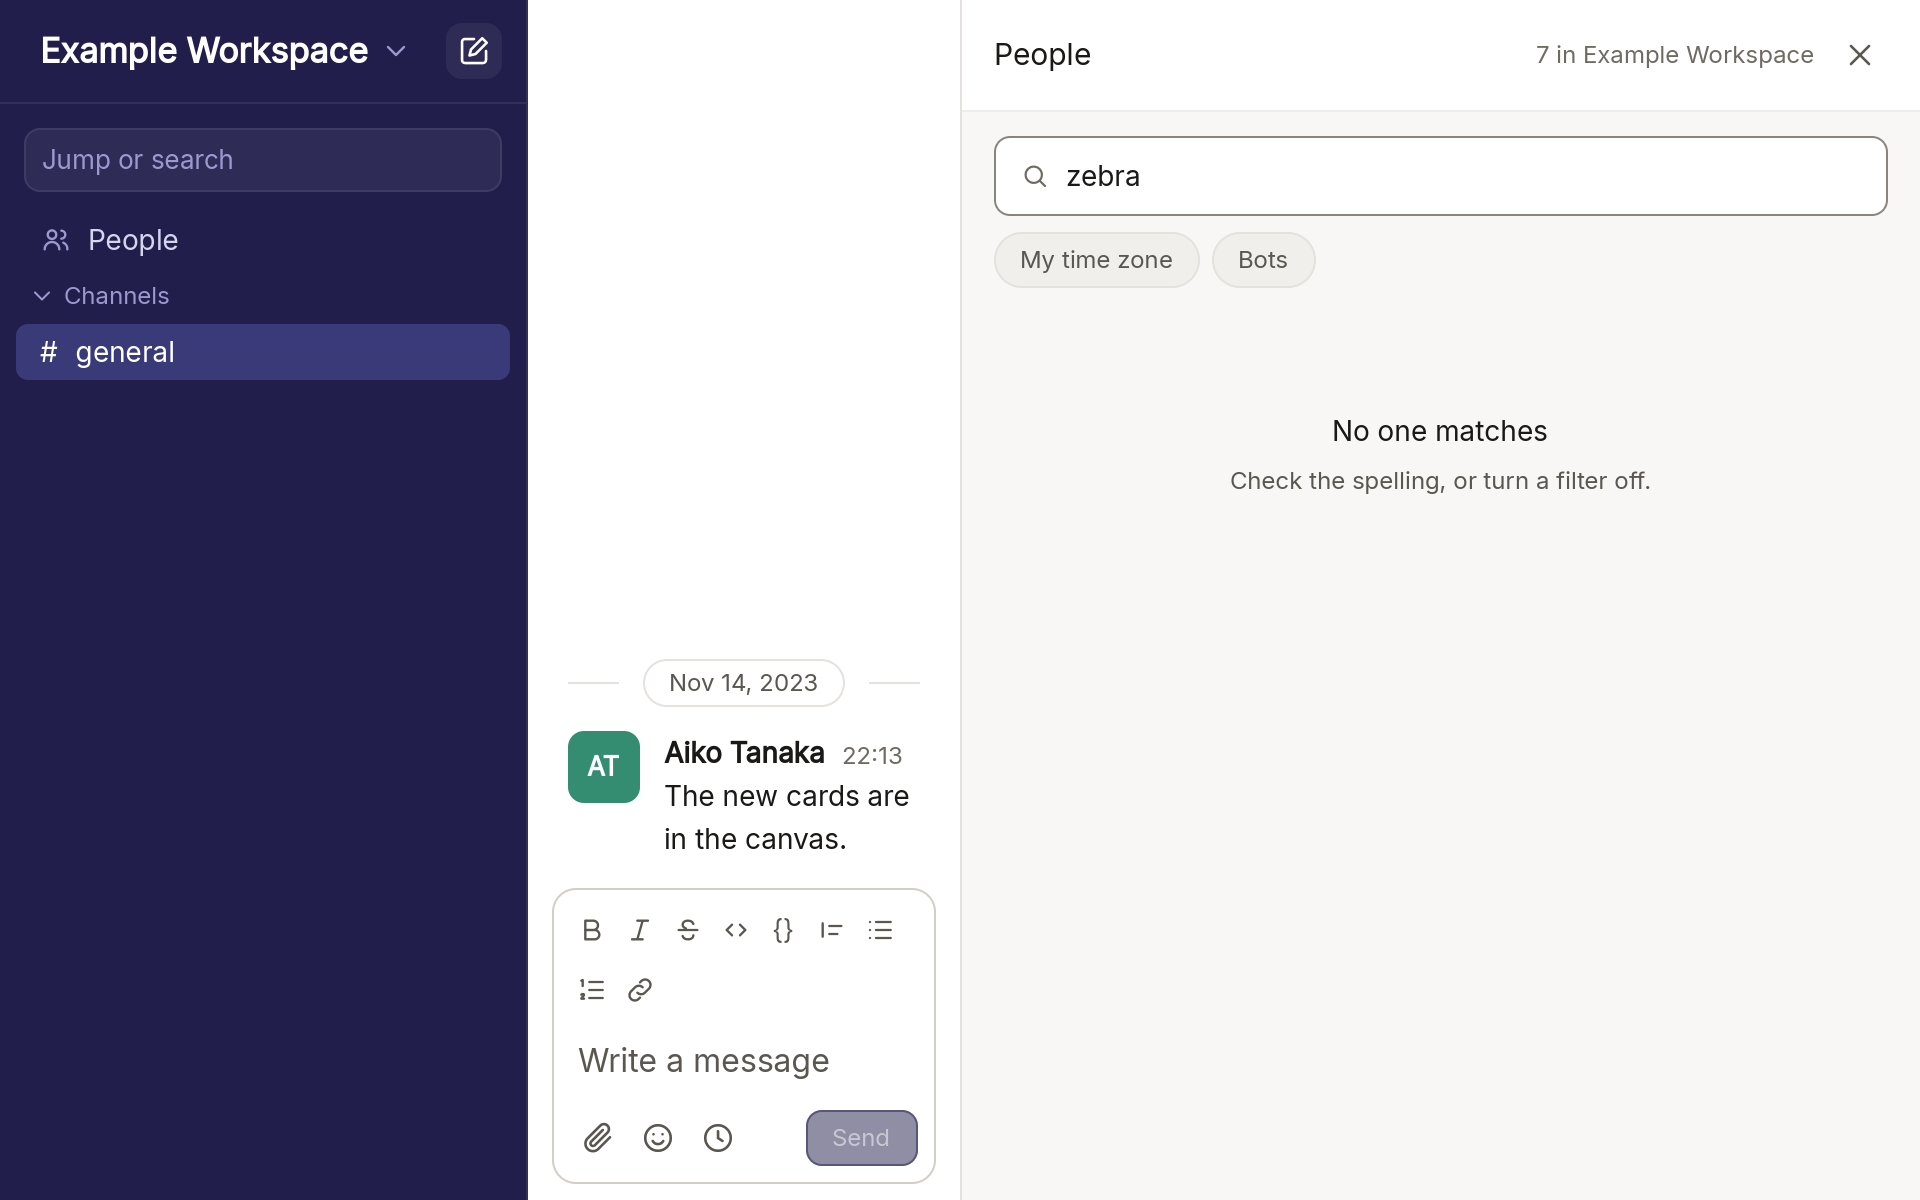 Example Workspace
Jump or search
People
Channels
# general
Nov 14, 2023
AT
Aiko Tanaka 22:13
The new cards are
in the canvas.
Write a message
Send
People
7 in Example Workspace
zebra
My time zone
Bots
No one matches
Check the spelling, or turn a filter off.